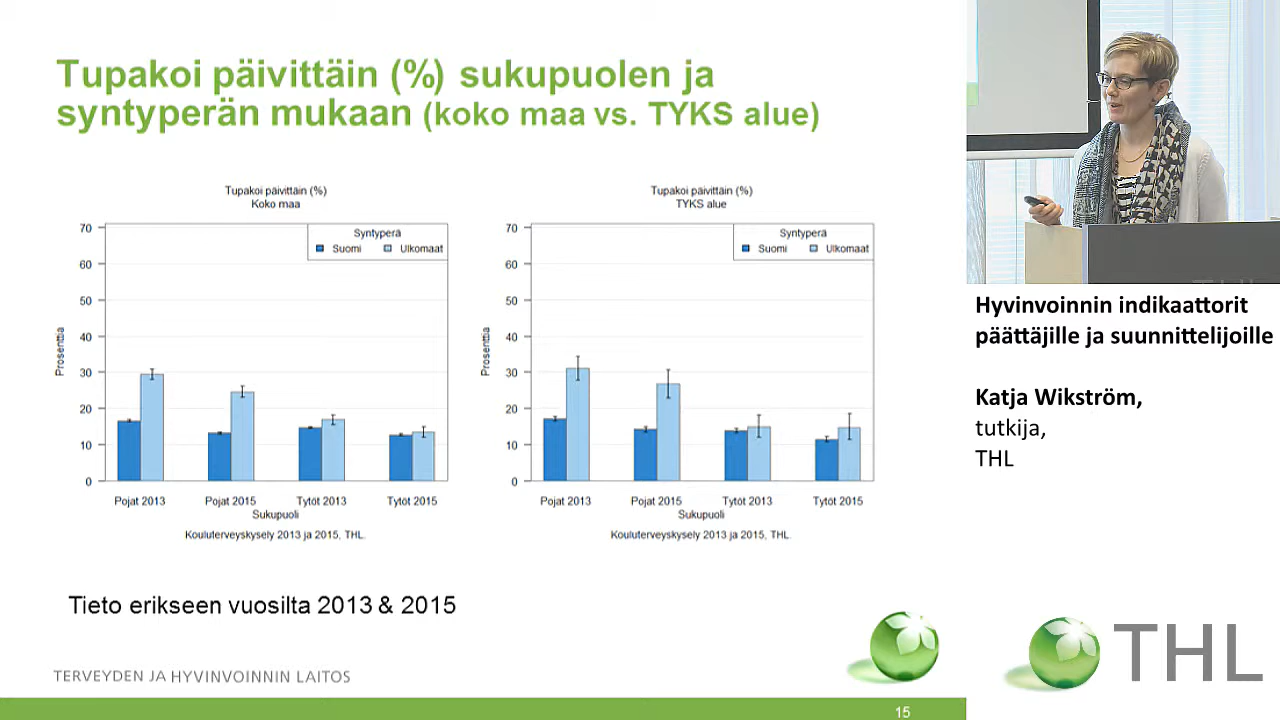 Tupakoi päivittäin (%) sukupuolen ja
syntyperän mukaan (koko maa vs. TYKS alue)
Tupakoi päivittäin (%)
Koko maa
Syntyperä
Suomi
Ulkomaat
70
60
50
40
30
20
10
0
Prosenttia
Pojat 2013
Pojat 2015
Tytöt 2013
Tytöt 2015
Sukupuoli
Kouluterveyskysely 2013 ja 2015, THL.
Tupakoi päivittäin (%)
TYKS alue
Syntyperä
Suomi
Ulkomaat
70
60
50
40
30
20
10
0
Prosenttia
Pojat 2013
Pojat 2015
Tytöt 2013
Tytöt 2015
Sukupuoli
Kouluterveyskysely 2013 ja 2015, THL.
Tieto erikseen vuosilta 2013 & 2015
TERVEYDEN JA HYVINVOINNIN LAITOS
15
Hyvinvoinnin indikaattorit
päättäjille ja suunnittelijoille
Katja Wikström,
tutkija,
THL
THL